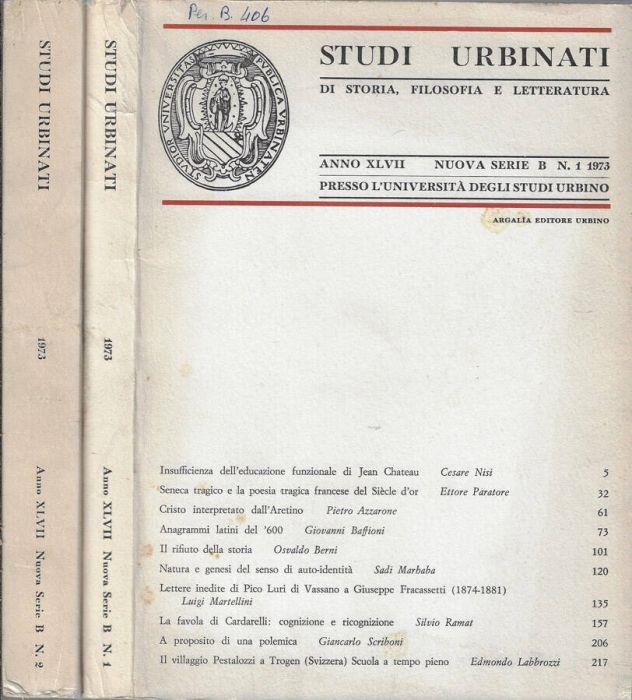 Per. B. 406
STUDI URBINATI
DI STORIA, FILOSOFIA E LETTERATURA
ANNO XLVII NUOVA SERIE B N. 1 1973
PRESSO L'UNIVERSITÀ DEGLI STUDI URBINO
ARGALÌA EDITORE URBINO
STUDIORUM UNIVERSITAS PUBLICA URBINATEN
Insufficienza dell'educazione funzionale di Jean Chateau Cesare Nisi 5
Seneca tragico e la poesia tragica francese del Siècle d'or Ettore Paratore 32
Cristo interpretato dall'Aretino Pietro Azzarone 61
Anagrammi latini del '600 Giovanni Baffioni 73
Il rifiuto della storia Osvaldo Berni 101
Natura e genesi del senso di auto-identità Sadi Marhaba 120
Lettere inedite di Pico Luri di Vassano a Giuseppe Fracassetti (1874-1881)
Luigi Martellini 135
La favola di Cardarelli: cognizione e ricognizione Silvio Ramat 157
A proposito di una polemica Giancarlo Scriboni 206
Il villaggio Pestalozzi a Trogen (Svizzera) Scuola a tempo pieno Edmondo Labbrozzi 217
STUDI URBINATI
1973
Anno XLVII Nuova Serie B N. 2
STUDI URBINATI
1973
Anno XLVII Nuova Serie B N. 1